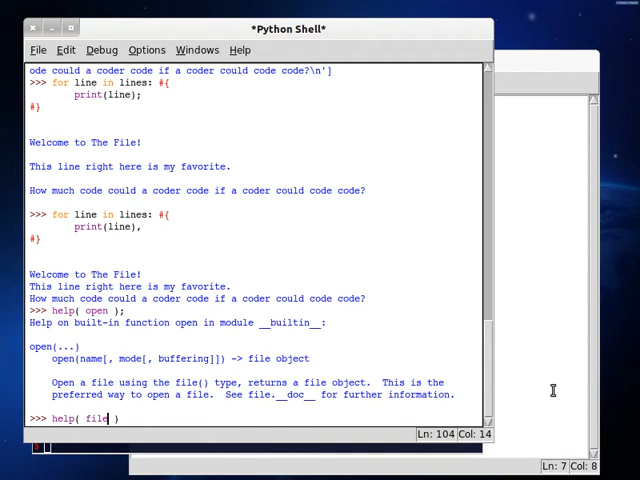 *Python Shell*
File Edit Debug Options Windows Help
ode could a coder code if a coder could code code?\n']
>>> for line in lines: #{
print(line);
#}
Welcome to The File!
This line right here is my favorite.
How much code could a coder code if a coder could code code?
>>> for line in lines: #{
print(line),
#}
Welcome to The File!
This line right here is my favorite.
How much code could a coder code if a coder could code code?
>>> help( open );
Help on built-in function open in module __builtin__:
open(...)
open(name[, mode[, buffering]]) -> file object
Open a file using the file() type, returns a file object.  This is the
preferred way to open a file.  See file.__doc__ for further information.
>>> help( file )
Ln: 104 Col: 14
Ln: 7 Col: 8